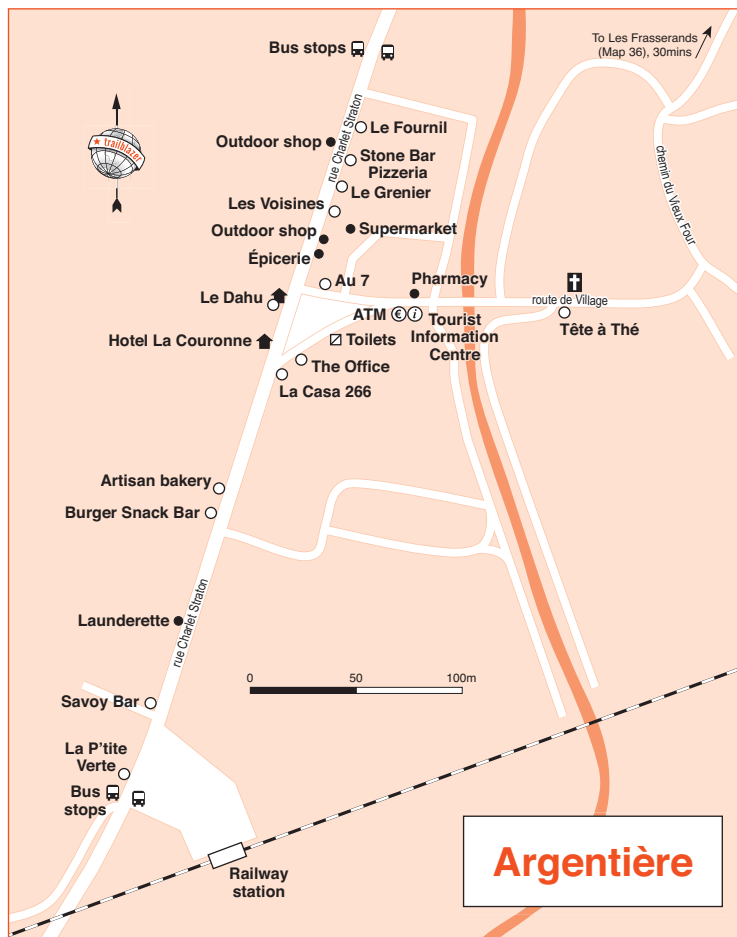 To Les Frasserands
(Map 36), 30mins
Bus stops
rue Charlet Straton
Le Fournil
Outdoor shop
★ trailblazer
Stone Bar
Pizzeria
chemin du Vieux Four
Le Grenier
Les Voisines
Supermarket
Outdoor shop
Épicerie
Au 7
Pharmacy
Le Dahu
route de Village
ATM € i
Tourist
Information
Centre
Tête à Thé
Hotel La Couronne
Toilets
The Office
La Casa 266
Artisan bakery
Burger Snack Bar
rue Charlet Straton
Launderette
0 50 100m
Savoy Bar
La P'tite
Verte
Bus
stops
Railway
station
Argentière